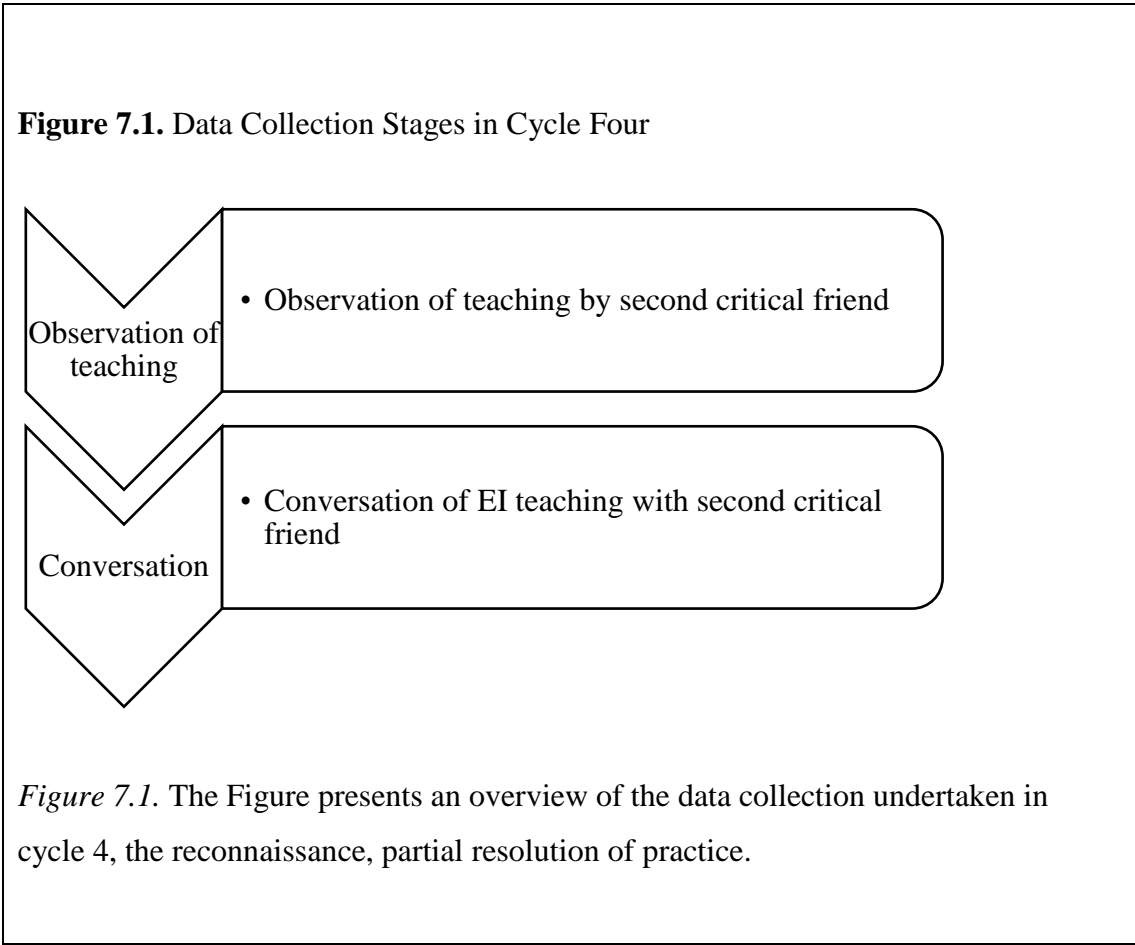 Figure 7.1. Data Collection Stages in Cycle Four
Observation of
teaching
• Observation of teaching by second critical friend
Conversation
• Conversation of EI teaching with second critical
friend
Figure 7.1. The Figure presents an overview of the data collection undertaken in
cycle 4, the reconnaissance, partial resolution of practice.